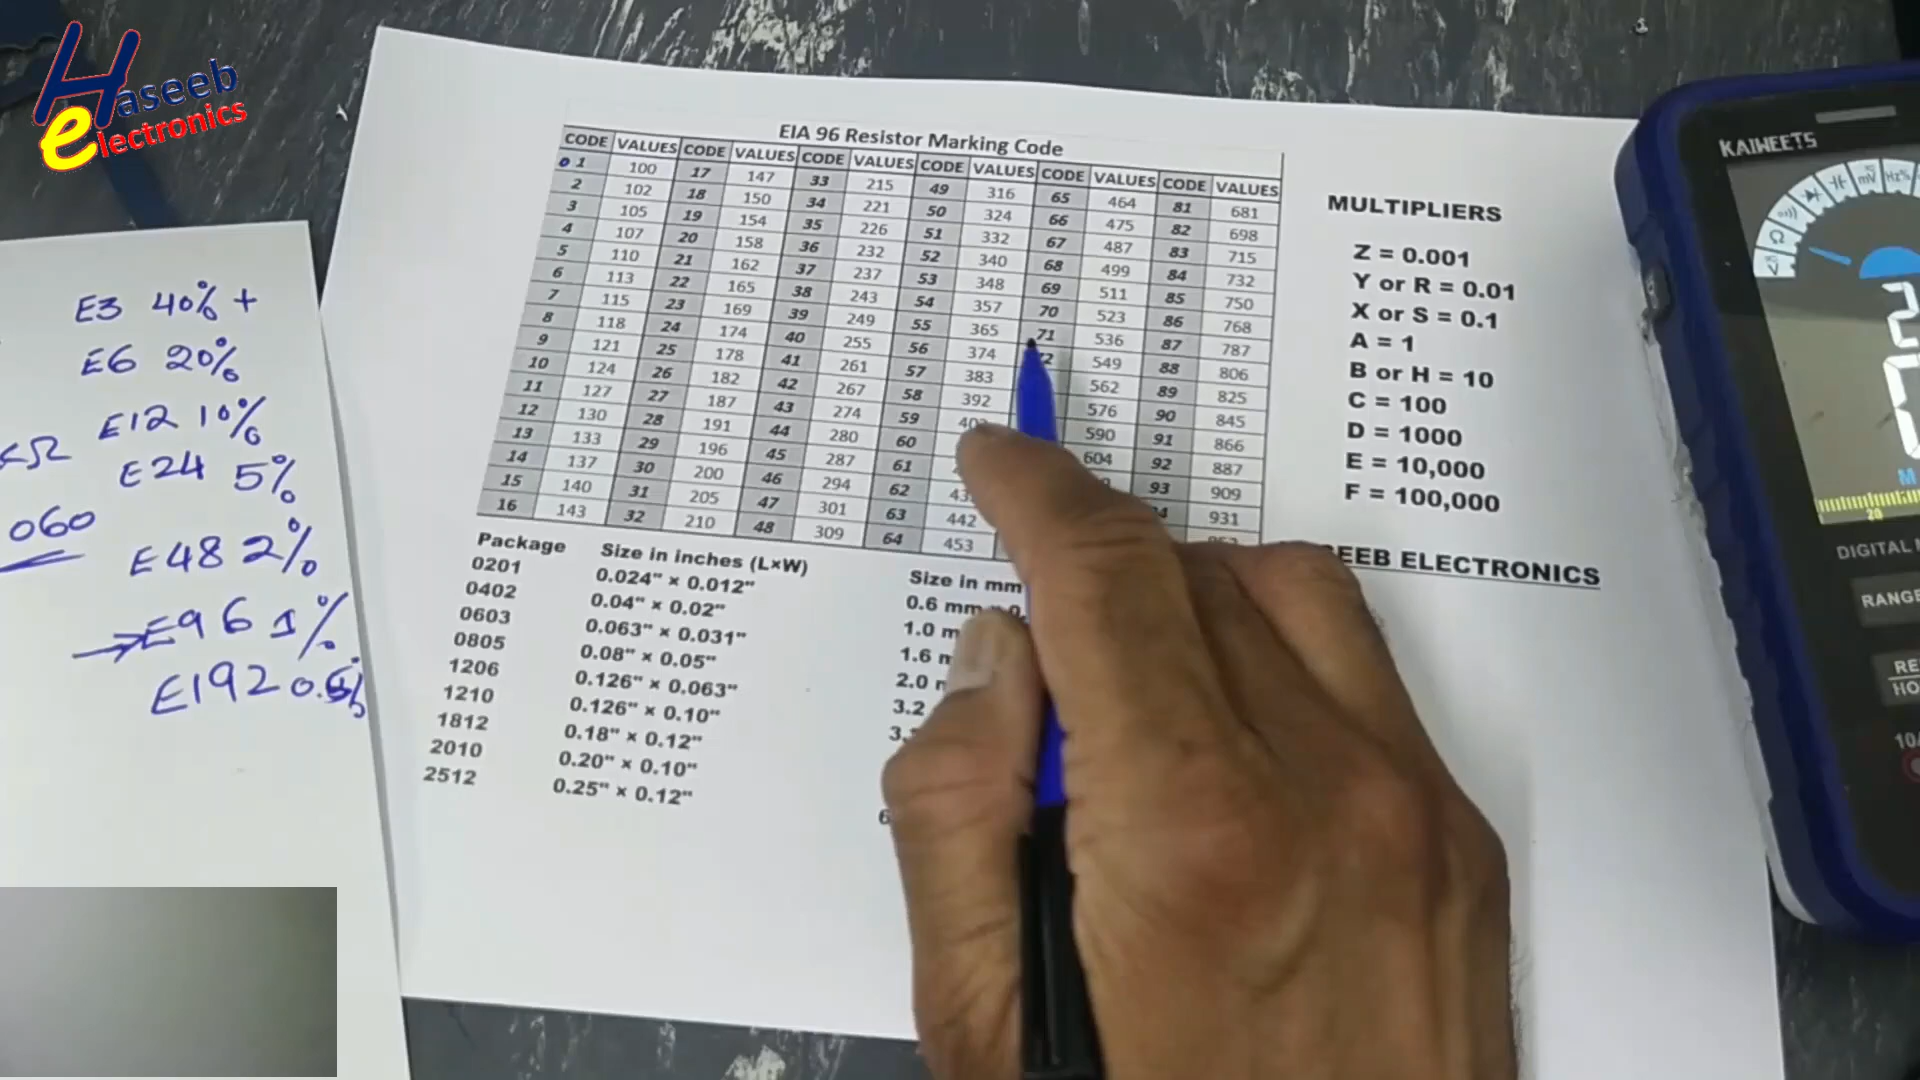 Haseeb
electronics
E3 40% +
E6 20%
E12 10%
E24 5%
060
E48 2%
→E96 1%
E192
EIA 96 Resistor Marking Code
CODE VALUES CODE VALUES CODE VALUES CODE VALUES CODE VALUES CODE VALUES
01 100 17 147 33 215 49 316 65 464 81 681
2 102 18 150 34 221 50 324 66 475 82 698
3 105 19 154 35 226 51 332 67 487 83 715
4 107 20 158 36 232 52 340 68 499 84 732
5 110 21 162 37 237 53 348 69 511 85 750
6 113 22 165 38 243 54 357 70 523 86 768
7 115 23 169 39 249 55 365 71 536 87 787
8 118 24 174 40 255 56 374 72 549 88 806
9 121 25 178 41 261 57 383 562 89 825
10 124 26 182 42 267 58 392 576 90 845
11 127 27 187 43 274 59 590 91 866
12 130 28 191 44 280 60 604 92 887
13 133 29 196 45 287 61 93 909
14 137 30 200 46 294 62 931
15 140 31 205 47 301 63 442
16 143 32 210 48 309 64 453
Package Size in inches (L×W) Size in mm
0201 0.024" × 0.012" 0.6 mm
0402 0.04" × 0.02" 1.0
0603 0.063" × 0.031" 1.6
0805 0.08" × 0.05" 2.0
1206 0.126" × 0.063" 3.2
1210 0.126" × 0.10"
1812 0.18" × 0.12"
2010 0.20" × 0.10"
2512 0.25" × 0.12"
MULTIPLIERS
Z = 0.001
Y or R = 0.01
X or S = 0.1
A = 1
B or H = 10
C = 100
D = 1000
E = 10,000
F = 100,000
EEB ELECTRONICS
KAIWEETS
Hz%
mV
Ω
M
20
DIGITAL
RANGE